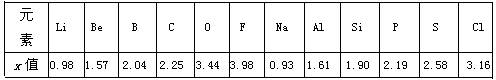 元素 Li Be B C O F Na Al Si P S Cl
x 值 0.98 1.57 2.04 2.25 3.44 3.98 0.93 1.61 1.90 2.19 2.58 3.16